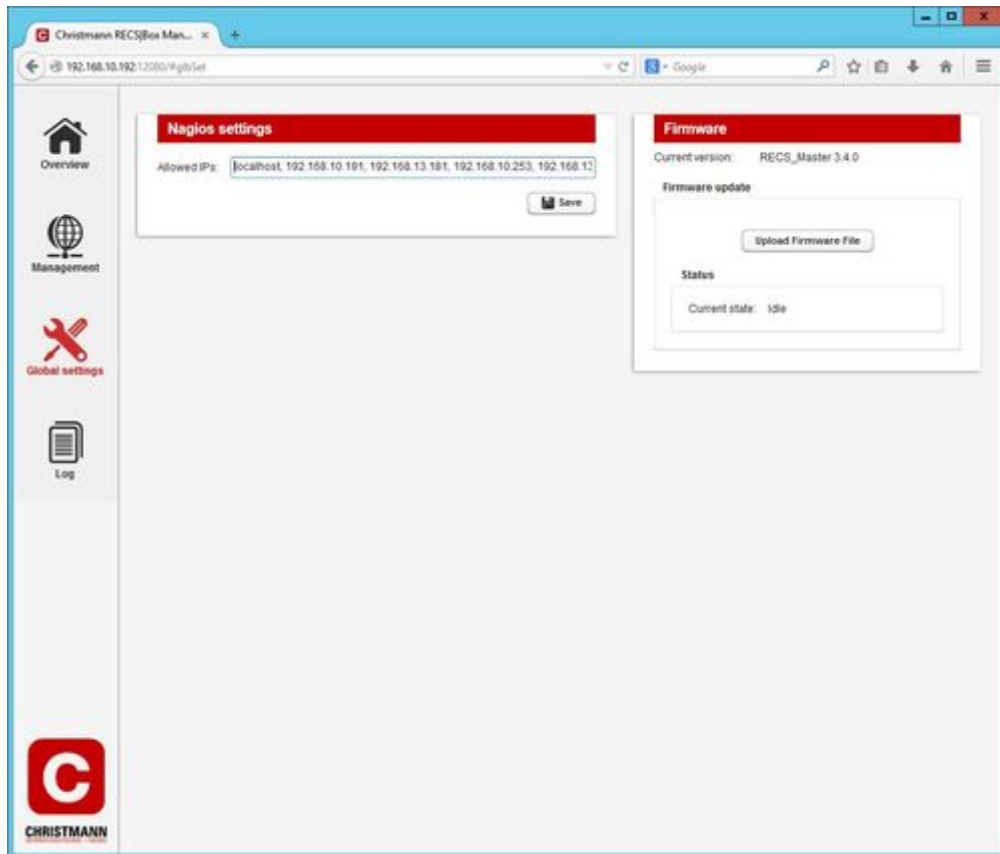 Christmann RECS|Box Man...
192.168.10.192:12080/#glbSet
Google
Overview
Management
Global settings
Log
Nagios settings
Allowed IPs: localhost, 192.168.10.191, 192.168.13.181, 192.168.10.253, 192.168.13
Save
Firmware
Current version: RECS_Master 3.4.0
Firmware update
Upload Firmware File
Status
Current state: Idle
C
CHRISTMANN